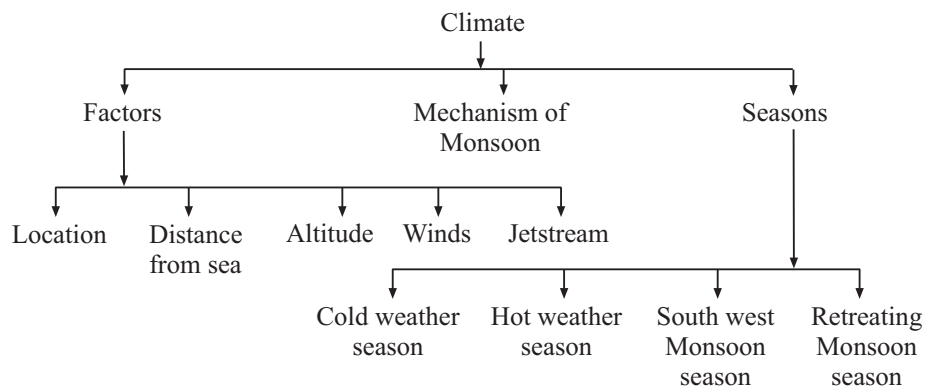 Climate
Factors
Mechanism of
Monsoon
Seasons
Location
Distance
from sea
Altitude
Winds
Jetstream
Cold weather
season
Hot weather
season
South west
Monsoon
season
Retreating
Monsoon
season